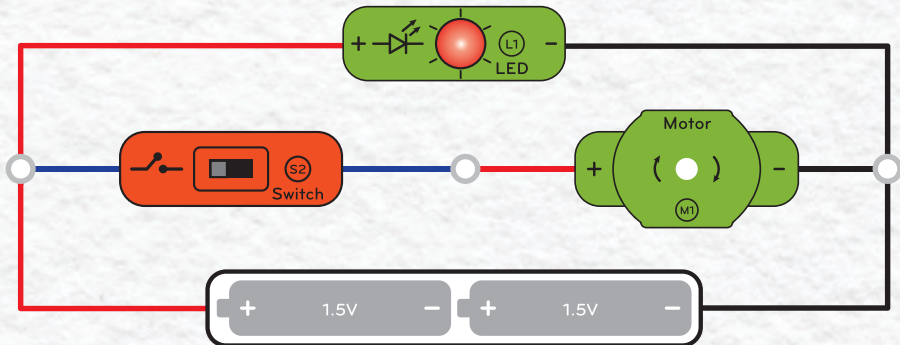 + L1 −
LED
Motor
S2
Switch
+ −
M1
+ 1.5V − + 1.5V −